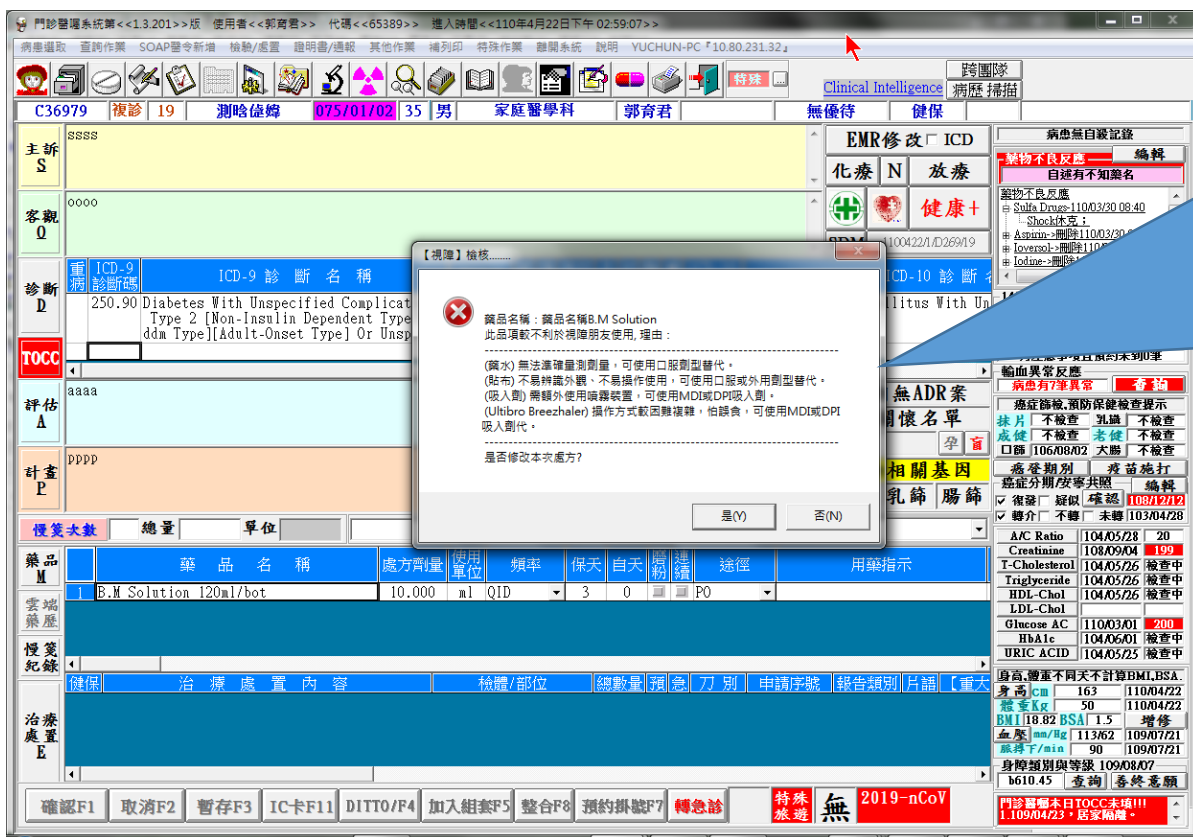 門診醫囑系統第<<1.3.201>>版 使用者<<郭育君>> 代碼<<65389>> 進入時間<<110年4月22日下午 02:59:07>>
病患選取 查詢作業 SOAP醫令新增 檢驗/處置 證明書/通報 其他作業 補列印 特殊作業 離開系統 說明 YUCHUN-PC『10.80.231.32』
特殊 ...
Clinical Intelligence
跨團隊
病歷 掃描
C36979 複診 19 測晗偉婦 075/01/02 35 男 家庭醫學科 郭育君 無優待 健保
主訴
S
ssss
EMR修改 ICD
化療 N 放療
客觀
O
oooo
健康+
1100422/1/D269/19
病患無自殺記錄
藥物不良反應 編輯
自述有不知藥名
藥物不良反應
Sulfa Drugs-110/03/30 08:40
Shock休克；
Aspirin->刪除110/03/30
Ioversol->刪除110/0
Iodine->刪除1
診斷
D
重病 ICD-9診斷碼 ICD-9 診 斷 名 稱
ICD-10 診 斷
250.90 Diabetes With Unspecified Complicat
Type 2 [Non-Insulin Dependent Type
ddm Type][Adult-Onset Type] Or Unsp
llitus With Un
TOCC
【視障】檢核........
藥品名稱：藥品名稱B.M Solution
此品項較不利於視障朋友使用, 理由：
(藥水) 無法準確量測劑量，可使用口服劑型替代。
(貼布) 不易辨識外觀、不易操作使用，可使用口服或外用劑型替代。
(吸入劑) 需額外使用噴霧裝置，可使用MDI或DPI吸入劑。
(Ultibro Breezhaler) 操作方式較困難複雜，怕誤食，可使用MDI或DPI
吸入劑代。
是否修改本次處方?
是(Y) 否(N)
評估
A
aaaa
無ADR案
關懷名單
孕 盲
計畫
P
pppp
相關基因
乳篩 腸篩
輸血異常反應
病患有7筆異常 查詢
癌症篩檢,預防保健檢查提示
抹片 不檢查 乳攝 不檢查
成健 不檢查 老健 不檢查
口篩 106/08/02 大腸 不檢查
癌登期別 疫苗施打
癌症分期/安寧共照 編輯
復發 疑似 確認 108/12/12
轉介 不轉 未轉 103/04/28
慢箋次數 總量 單位
A/C Ratio 104/05/28 20
Creatinine 108/09/04 199
T-Cholesterol 104/05/26 檢查中
Triglyceride 104/05/26 檢查中
HDL-Chol 104/05/26 檢查中
LDL-Chol
Glucose AC 110/03/01 200
HbA1c 104/06/01 檢查中
URIC ACID 104/05/25 檢查中
藥品
M
藥 品 名 稱 處方劑量 使用單位 頻率 保天 自天 磨粉 連續 途徑 用藥指示
1 B.M Solution 120ml/bot 10.000 ml QID 3 0 PO
雲端
藥歷
慢箋
紀錄
健保 治 療 處 置 內 容 檢體/部位 總數量 預 急 刀 別 申請序號 報告類別 片語 【重大
治療
處置
E
身高,體重不同天不計算BMI,BSA.
身高cm 163 110/04/22
體重Kg 50 110/04/22
BMI 18.82 BSA 1.5 增修
血壓 mm/Hg 113/62 109/07/21
脈搏下/min 90 109/07/21
身障類別與等級 109/08/07
b610.45 查詢 善終意願
確認F1 取消F2 暫存F3 IC卡F11 DITTO/F4 加入組套F5 整合F8 預約掛號F7 轉急診
特殊
旅遊
無
2019-nCoV
門診醫囑本日TOCC未填!!!
1.109/04/23，居家隔離。